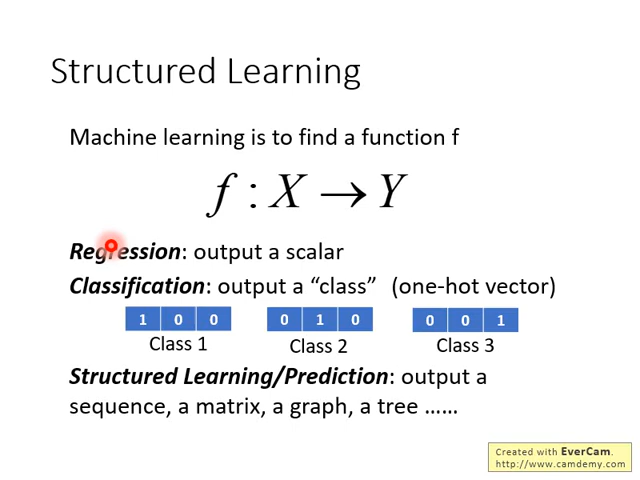 Structured Learning
Machine learning is to find a function f
f : X → Y
Regression: output a scalar
Classification: output a “class” (one-hot vector)
1 0 0 0 1 0 0 0 1
Class 1 Class 2 Class 3
Structured Learning/Prediction: output a
sequence, a matrix, a graph, a tree ……
Created with EverCam.
http://www.camdemy.com